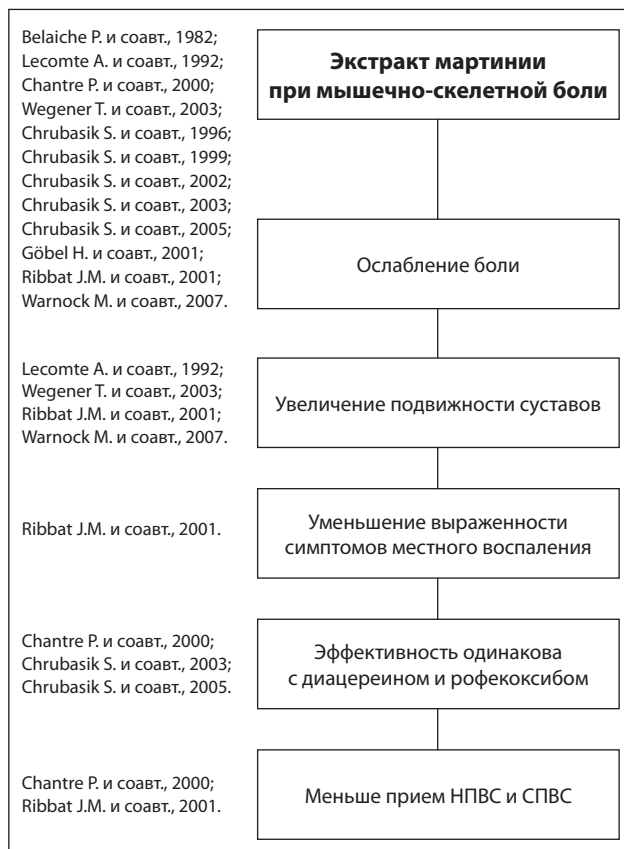 Belaiche P. и соавт., 1982;
Lecomte A. и соавт., 1992;
Chantre P. и соавт., 2000;
Wegener T. и соавт., 2003;
Chrubasik S. и соавт., 1996;
Chrubasik S. и соавт., 1999;
Chrubasik S. и соавт., 2002;
Chrubasik S. и соавт., 2003;
Chrubasik S. и соавт., 2005;
Göbel H. и соавт., 2001;
Ribbat J.M. и соавт., 2001;
Warnock M. и соавт., 2007.
Экстракт мартинии
при мышечно-скелетной боли
Ослабление боли
Lecomte A. и соавт., 1992;
Wegener T. и соавт., 2003;
Ribbat J.M. и соавт., 2001;
Warnock M. и соавт., 2007.
Увеличение подвижности суставов
Ribbat J.M. и соавт., 2001.
Уменьшение выраженности
симптомов местного воспаления
Chantre P. и соавт., 2000;
Chrubasik S. и соавт., 2003;
Chrubasik S. и соавт., 2005.
Эффективность одинакова
с диацереином и рофекоксибом
Chantre P. и соавт., 2000;
Ribbat J.M. и соавт., 2001.
Меньше прием НПВС и СПВС